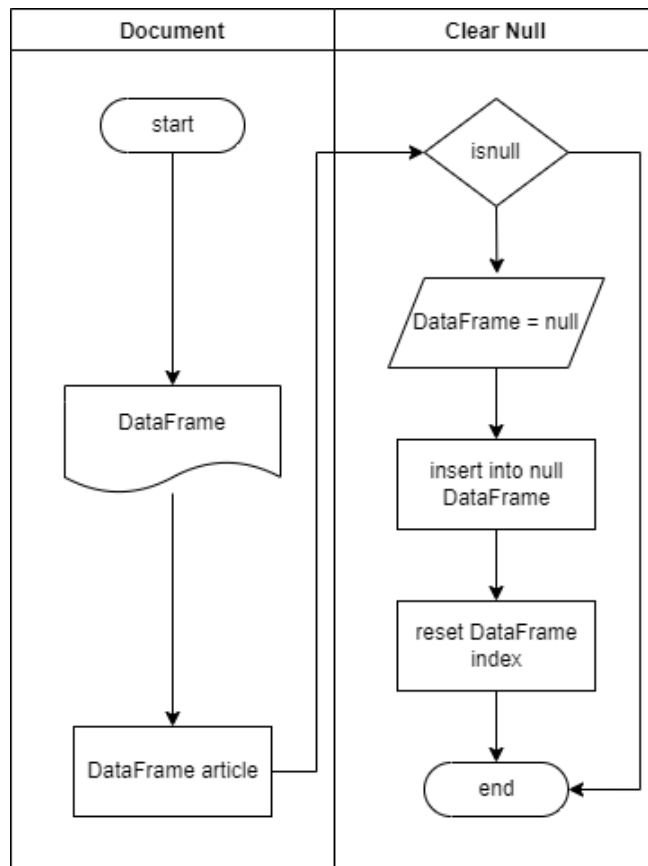 Document
Clear Null
start
DataFrame
DataFrame article
isnull
DataFrame = null
insert into null
DataFrame
reset DataFrame
index
end